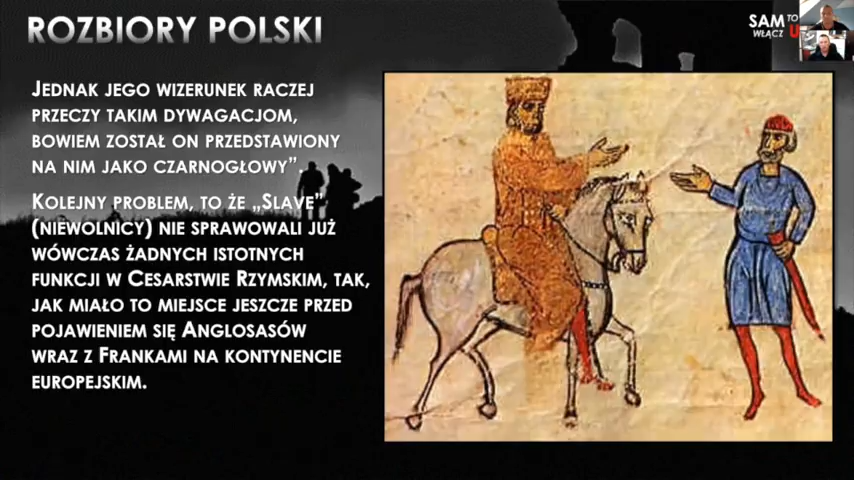 ROZBIORY POLSKI
SAM TO
WŁĄCZ
JEDNAK JEGO WIZERUNEK RACZEJ
PRZECZY TAKIM DYWAGACJOM,
BOWIEM ZOSTAŁ ON PRZEDSTAWIONY
NA NIM JAKO CZARNOGŁOWY”.
KOLEJNY PROBLEM, TO ŻE „SLAVE”
(NIEWOLNICY) NIE SPRAWOWALI JUŻ
WÓWCZAS ŻADNYCH ISTOTNYCH
FUNKCJI W CESARSTWIE RZYMSKIM, TAK,
JAK MIAŁO TO MIEJSCE JESZCZE PRZED
POJAWIENIEM SIĘ ANGLOSASÓW
WRAZ Z FRANKAMI NA KONTYNENCIE
EUROPEJSKIM.